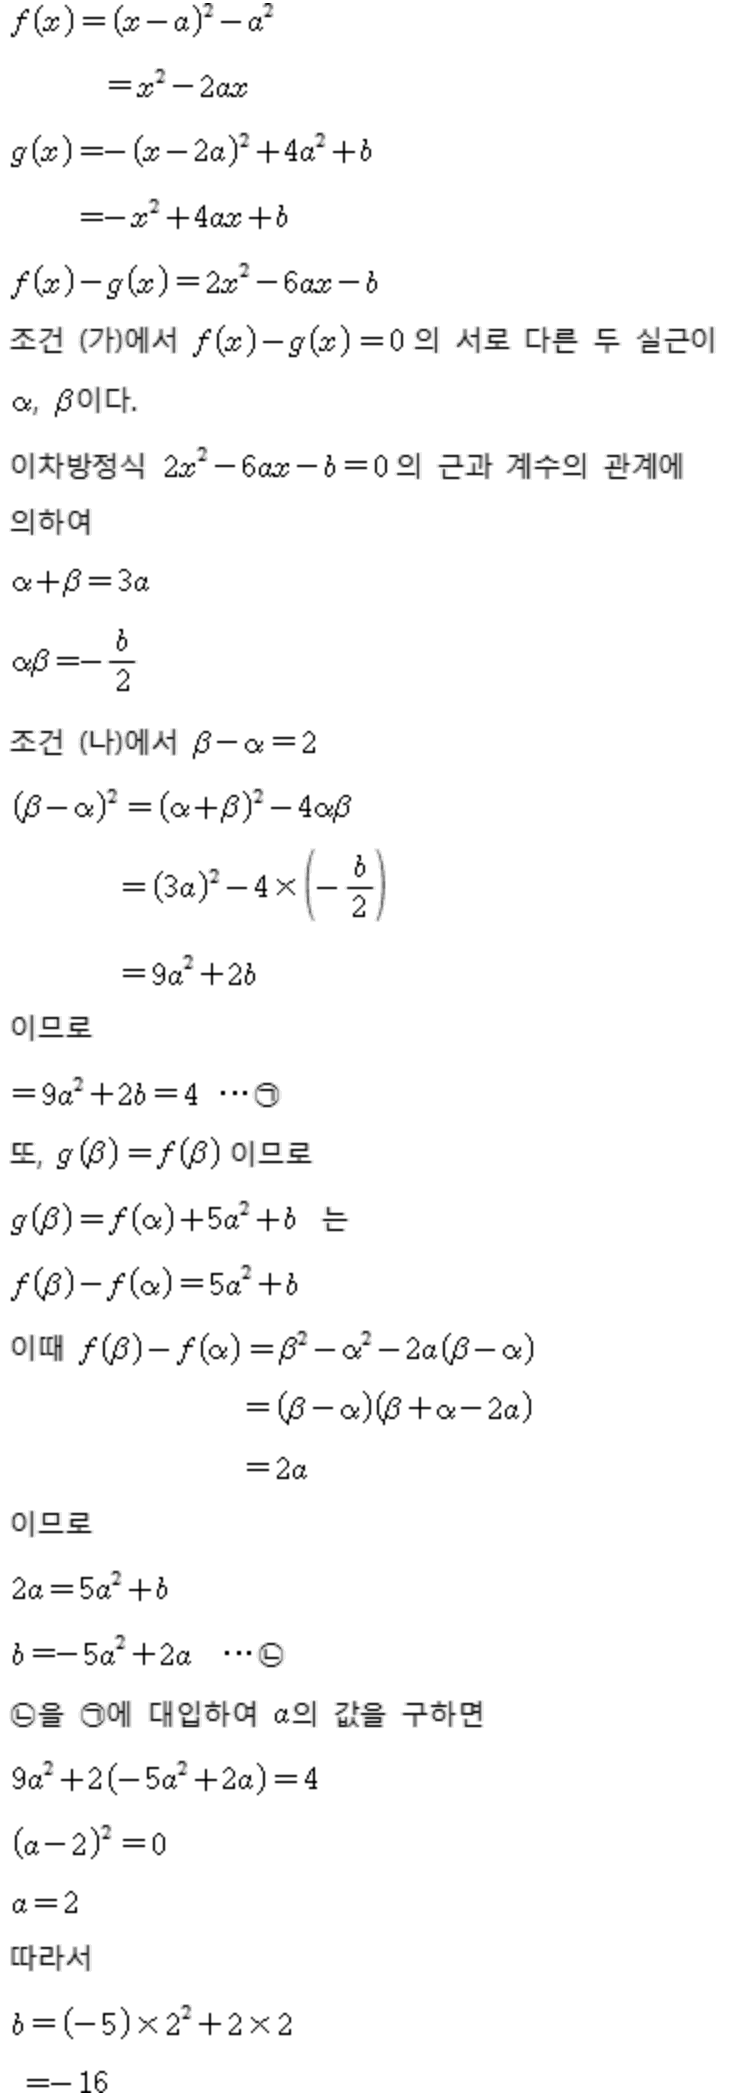 f(x)=(x-a)²-a²
=x²-2ax
g(x)=-(x-2a)²+4a²+b
=-x²+4ax+b
f(x)-g(x)=2x²-6ax-b
조건 (가)에서 f(x)-g(x)=0의 서로 다른 두 실근이
α, β이다.
이차방정식 2x²-6ax-b=0의 근과 계수의 관계에
의하여
α+β=3a
αβ=-b/2
조건 (나)에서 β-α=2
(β-α)²=(α+β)²-4αβ
=(3a)²-4×(-b/2)
=9a²+2b
이므로
=9a²+2b=4 ⋯㉠
또, g(β)=f(β)이므로
g(β)=f(α)+5a²+b 는
f(β)-f(α)=5a²+b
이때 f(β)-f(α)=β²-α²-2a(β-α)
=(β-α)(β+α-2a)
=2a
이므로
2a=5a²+b
b=-5a²+2a ⋯㉡
㉡을 ㉠에 대입하여 a의 값을 구하면
9a²+2(-5a²+2a)=4
(a-2)²=0
a=2
따라서
b=(-5)×2²+2×2
=-16